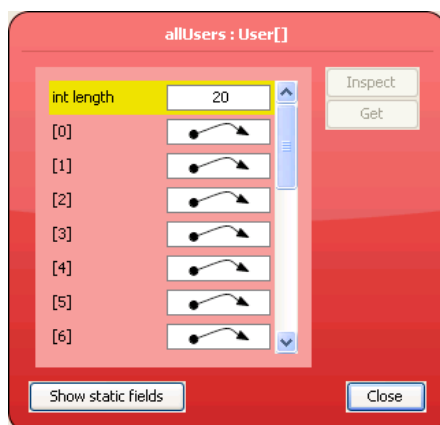 allUsers : User[]
int length 20
Inspect
Get
[0]
[1]
[2]
[3]
[4]
[5]
[6]
Show static fields
Close